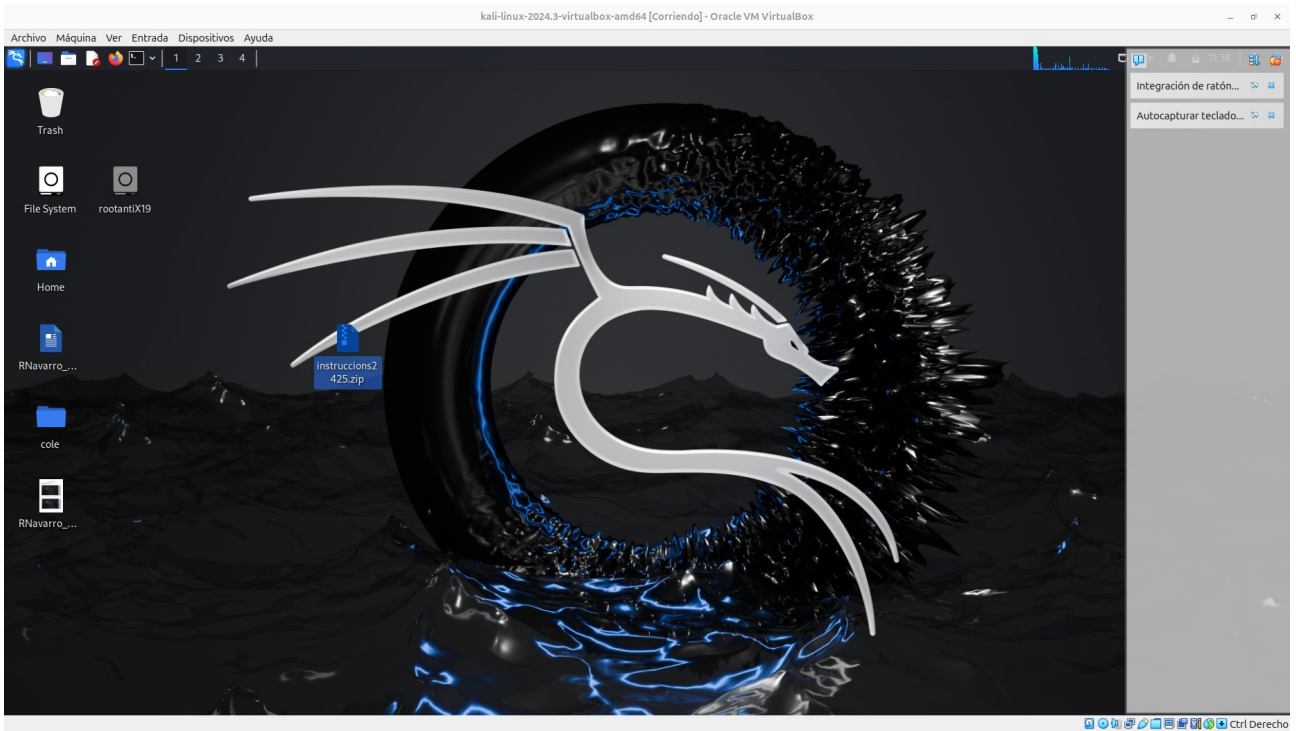 kali-linux-2024.3-virtualbox-amd64 [Corriendo] - Oracle VM VirtualBox
Archivo Máquina Ver Entrada Dispositivos Ayuda
1 2 3 4
11:38
Integración de ratón...
Autocapturar teclado...
Trash
File System
rootantiX19
Home
RNavarro_...
instruccions2
425.zip
cole
RNavarro_...
Ctrl Derecho